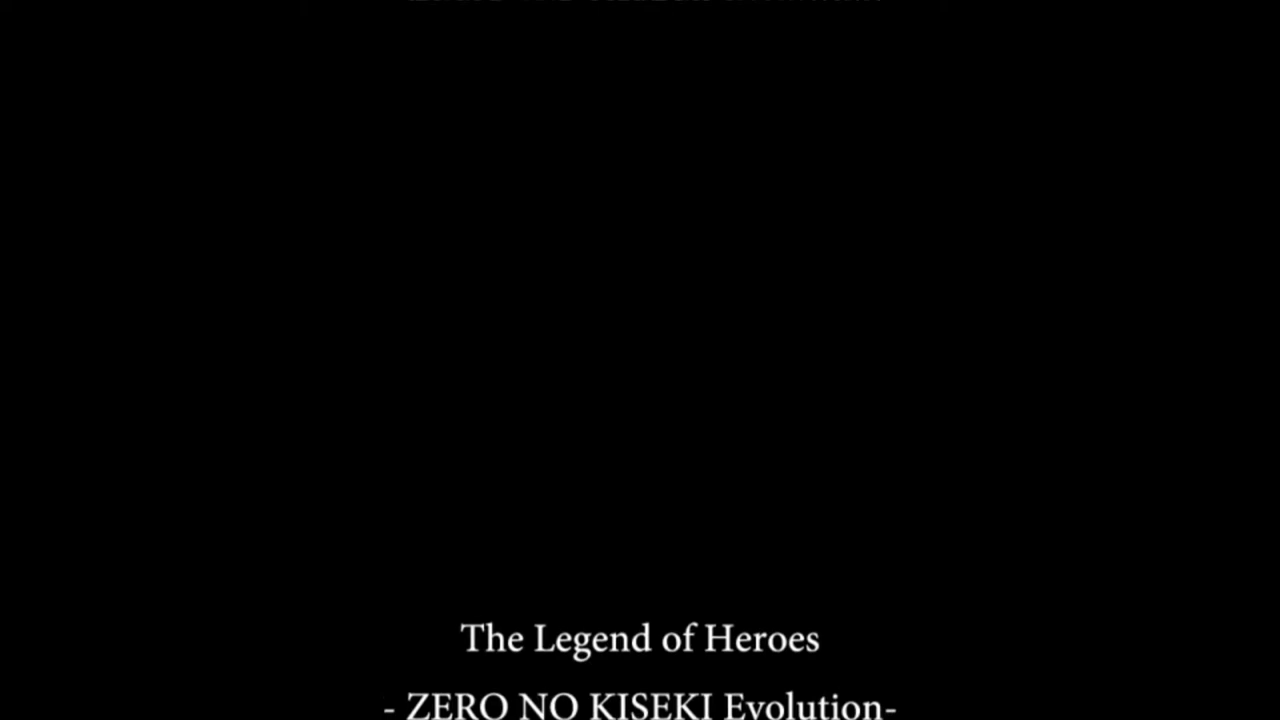 The Legend of Heroes
- ZERO NO KISEKI Evolution-